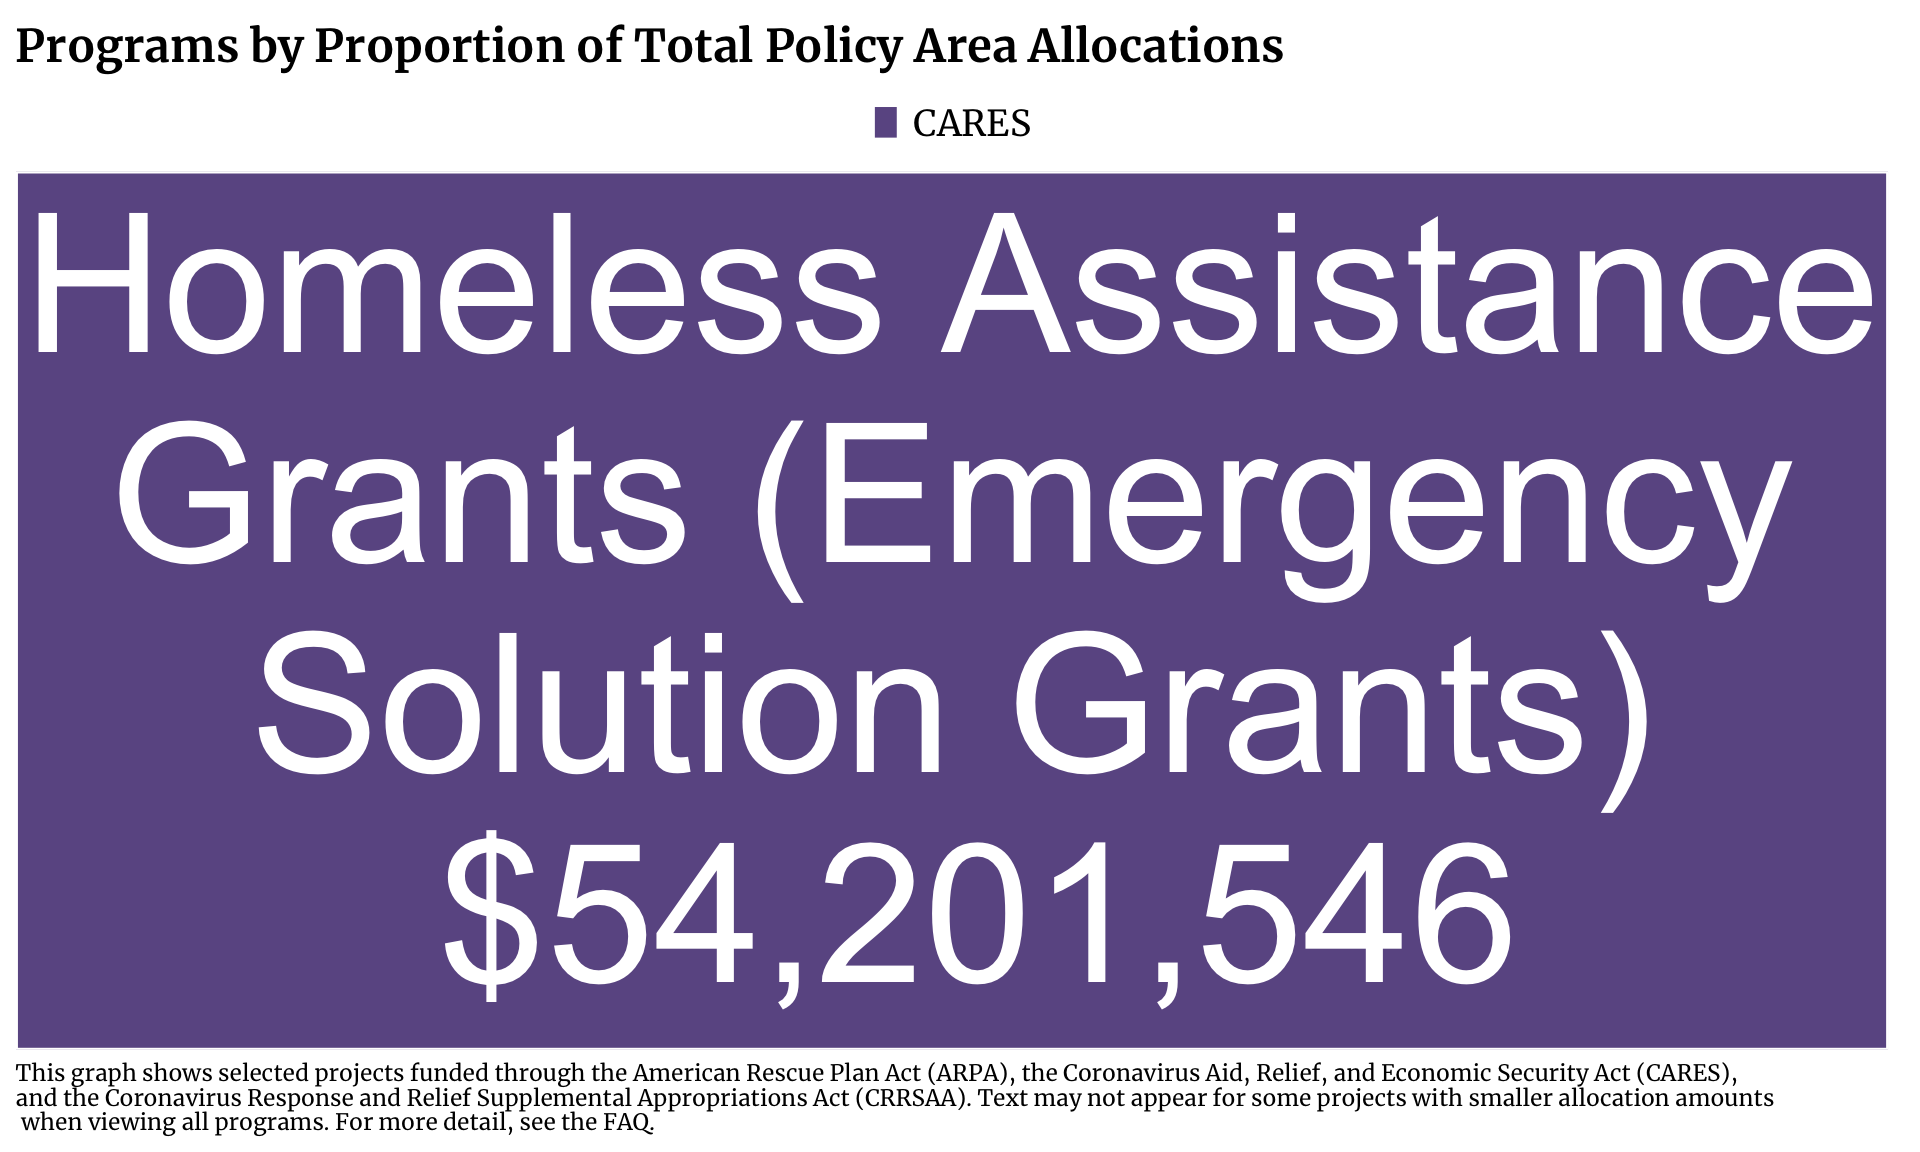 Programs by Proportion of Total Policy Area Allocations
CARES
Homeless Assistance
Grants (Emergency
Solution Grants)
$54,201,546
This graph shows selected projects funded through the American Rescue Plan Act (ARPA), the Coronavirus Aid, Relief, and Economic Security Act (CARES),
and the Coronavirus Response and Relief Supplemental Appropriations Act (CRRSAA). Text may not appear for some projects with smaller allocation amounts
when viewing all programs. For more detail, see the FAQ.